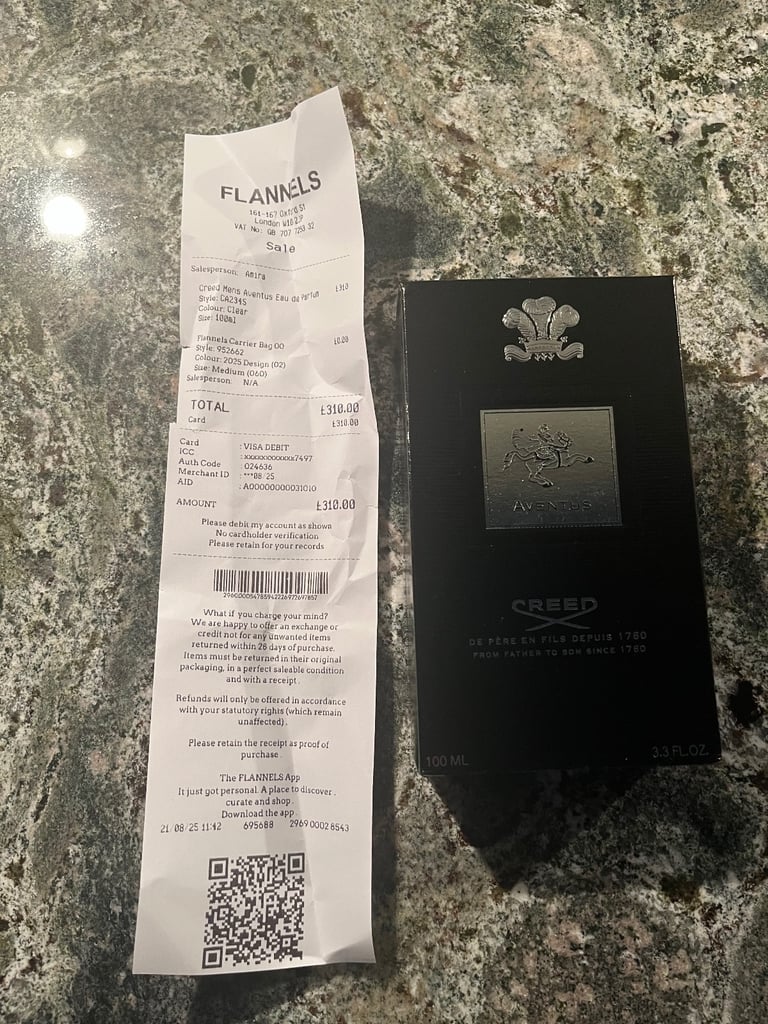 FLANNELS
161-167 Oxford St
London W1D 2JP
VAT No: GB 707 7253 32
Sale
Salesperson: Amira
Creed Mens Aventus Eau de Parfum £310
Style: CA234S
Colour: Clear
Size: 100ml
Flannels Carrier Bag 00 £0.00
Style: 952662
Colour: 2025 Design (02)
Size: Medium (060)
Salesperson: N/A
TOTAL £310.00
Card £310.00
Card : VISA DEBIT
ICC : xxxxxxxxxxxx7497
Auth Code : 024636
Merchant ID : ***08/25
AID : A00000000031010
AMOUNT £310.00
Please debit my account as shown
No cardholder verification
Please retain for your records
What if you charge your mind?
We are happy to offer an exchange or
credit not for any unwanted items
returned within 28 days of purchase.
Items must be returned in their original
packaging, in a perfect saleable condition
and with a receipt.
Refunds will only be offered in accordance
with your statutory rights (which remain
unaffected).
Please retain the receipt as proof of
purchase.
The FLANNELS App
It just got personal. A place to discover.
curate and shop.
Download the app.
21/08/25 11:42 695688 2969 0002 8543
AVENTUS
CREED
DE PÈRE EN FILS DEPUIS 1760
FROM FATHER TO SON SINCE 1760
100 ML 3.3 FL.OZ.